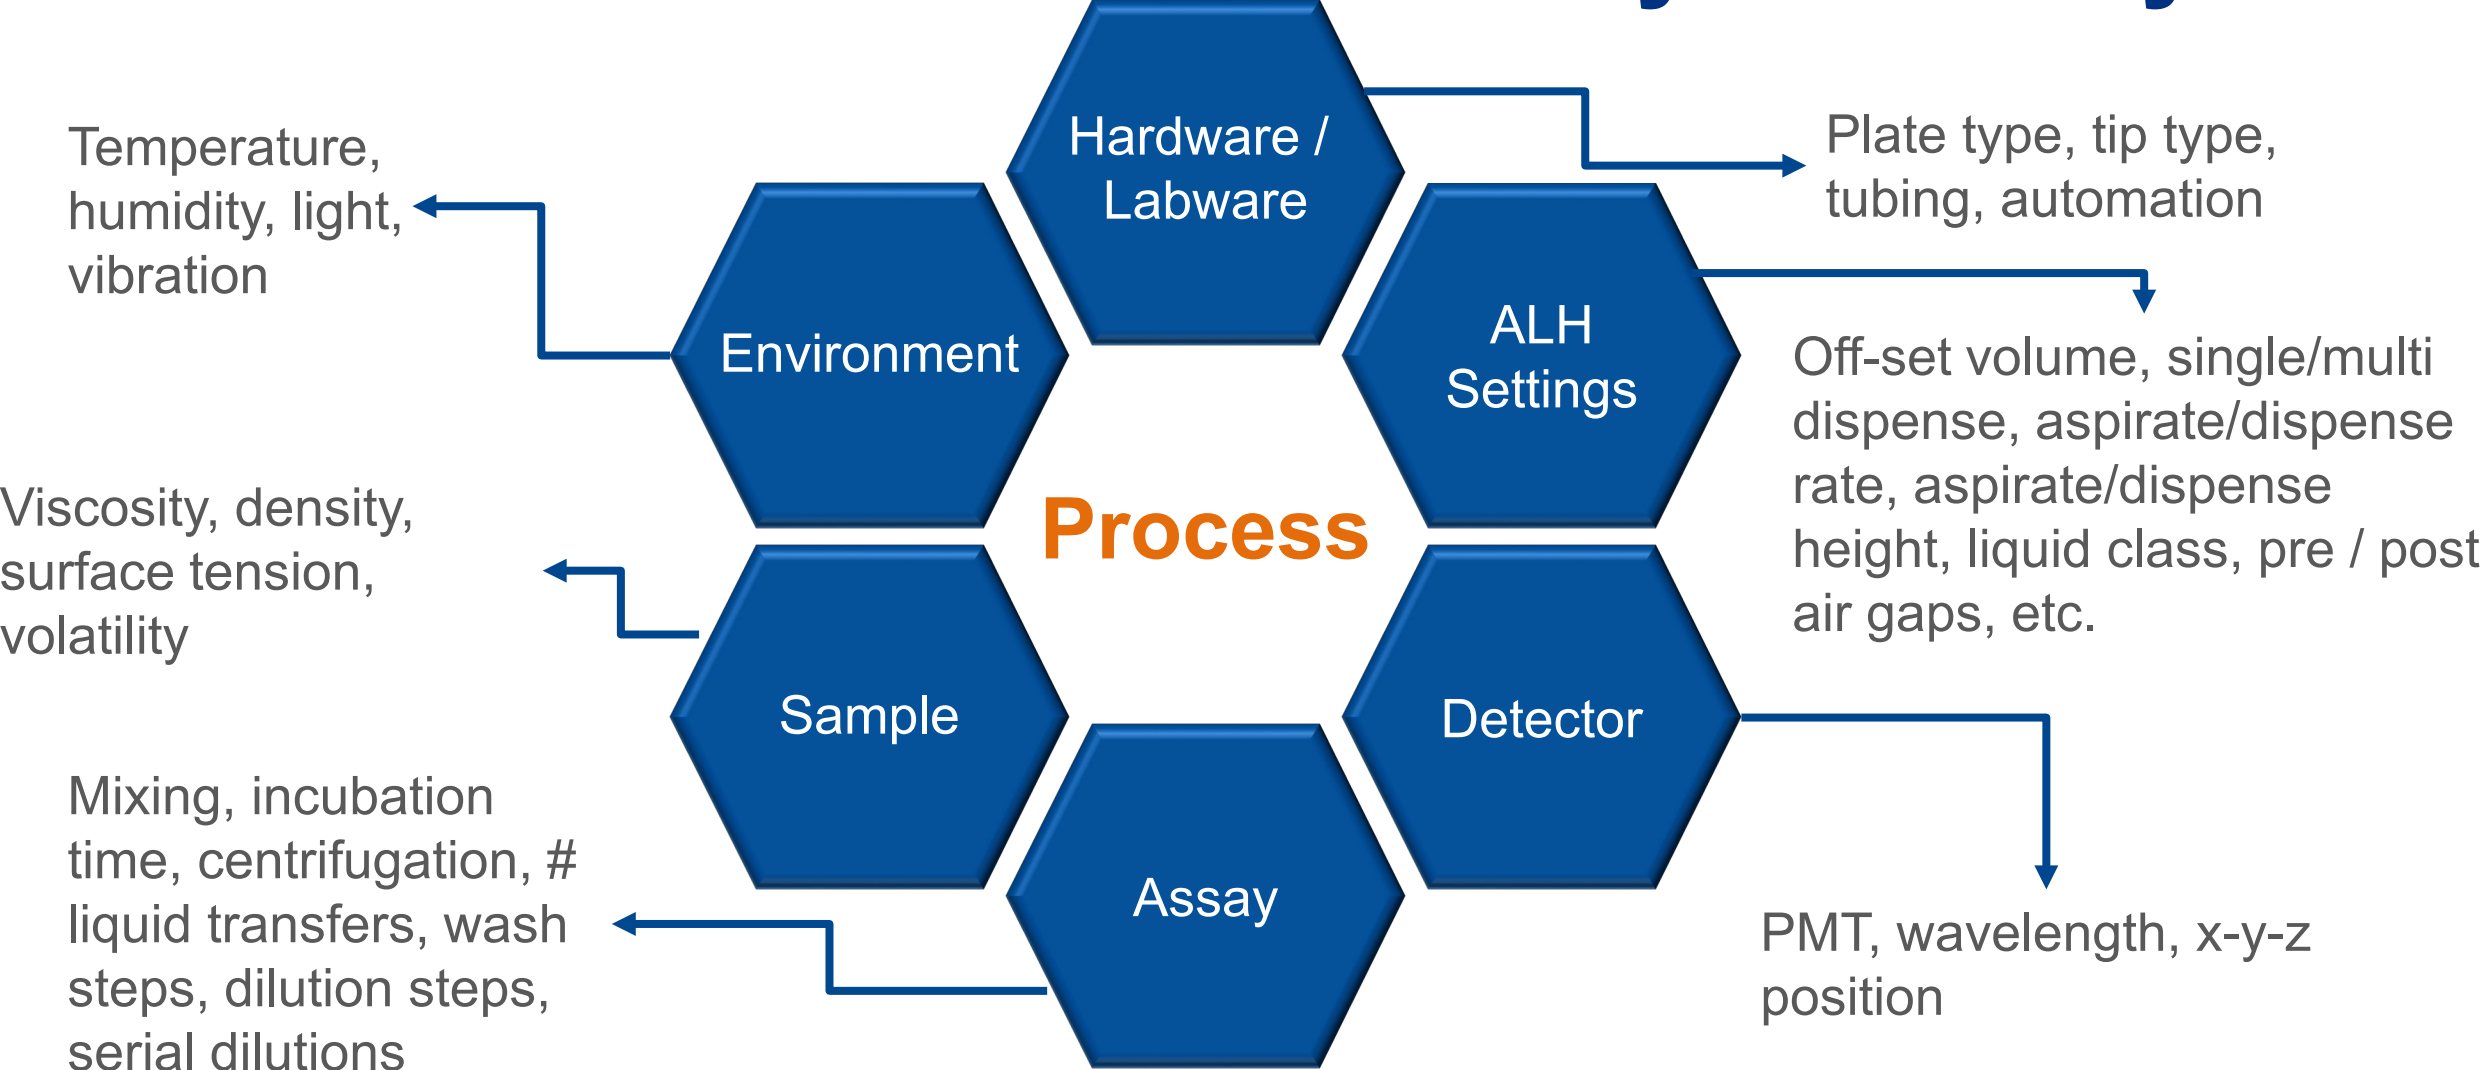 Hardware /
Labware
Plate type, tip type,
tubing, automation
Temperature,
humidity, light,
vibration
Environment
ALH
Settings
Off-set volume, single/multi
dispense, aspirate/dispense
rate, aspirate/dispense
height, liquid class, pre / post
air gaps, etc.
Process
Viscosity, density,
surface tension,
volatility
Sample
Detector
Mixing, incubation
time, centrifugation, #
liquid transfers, wash
steps, dilution steps,
serial dilutions
Assay
PMT, wavelength, x-y-z
position